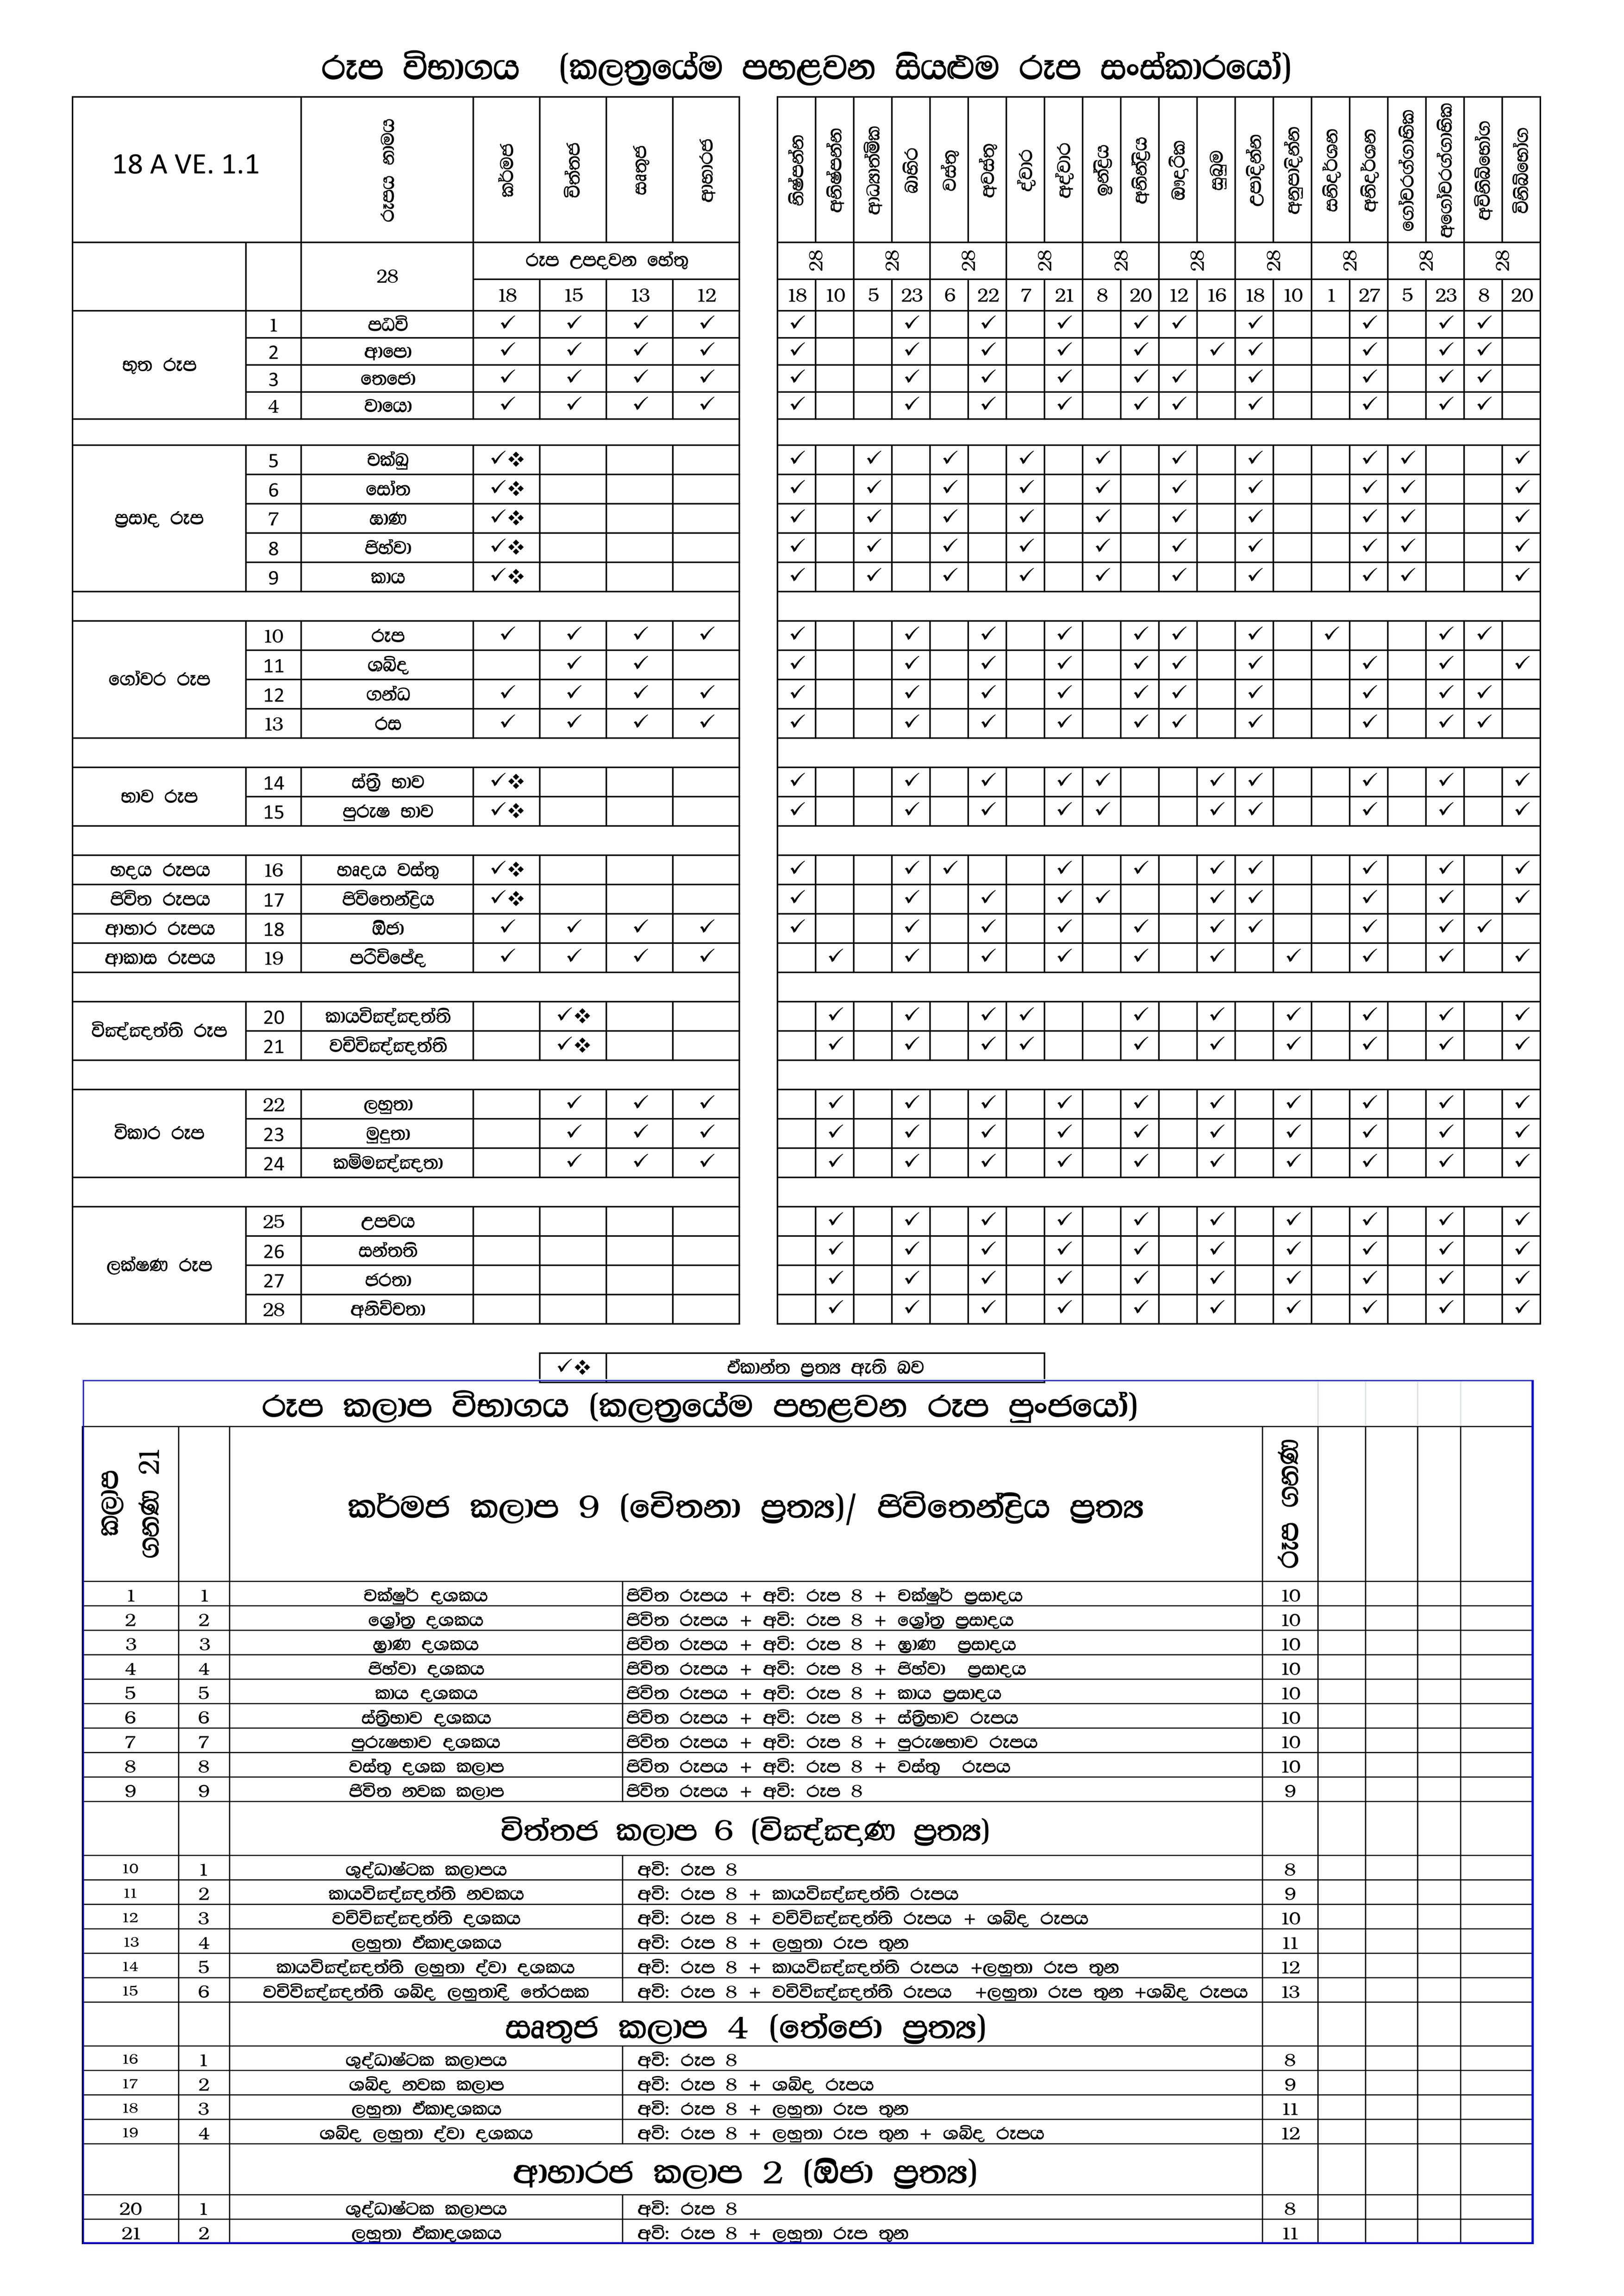 රූප විභාගය (කලත්‍රයේම පහළවන සියළුම රූප සංස්කාරයෝ)
18 A VE. 1.1 රූපය නාමය කර්මජ චිත්තජ සෘතුජ ආහාරජ නිෂ්පන්න අනිෂ්පන්න ආධ්‍යාත්මික බාහිර වස්තු අවස්තු ද්වාර අද්වාර ඉන්ද්‍රිය අනින්ද්‍රිය ඖදාරික සුඛුම උපාදින්න අනුපාදින්න සනිදර්ශන අනිදර්ශන ගෝචරග්ගාහික අගෝචරග්ගාහික අවිනිබ්භෝග විනිබ්භෝග
28 රූප උපදවන හේතු 28 28 28 28 28 28 28 28 28 28
18 15 13 12 18 10 5 23 6 22 7 21 8 20 12 16 18 10 1 27 5 23 8 20
භූත රූප
1 පඨවි ✓ ✓ ✓ ✓ ✓ ✓ ✓ ✓ ✓ ✓ ✓ ✓ ✓ ✓
2 ආපො ✓ ✓ ✓ ✓ ✓ ✓ ✓ ✓ ✓ ✓ ✓ ✓ ✓ ✓
3 තෙජො ✓ ✓ ✓ ✓ ✓ ✓ ✓ ✓ ✓ ✓ ✓ ✓ ✓ ✓
4 වායො ✓ ✓ ✓ ✓ ✓ ✓ ✓ ✓ ✓ ✓ ✓ ✓ ✓ ✓
ප්‍රසාද රූප
5 චක්ඛු ✓❖ ✓ ✓ ✓ ✓ ✓ ✓ ✓ ✓ ✓ ✓
6 සෝත ✓❖ ✓ ✓ ✓ ✓ ✓ ✓ ✓ ✓ ✓ ✓
7 ඝාණ ✓❖ ✓ ✓ ✓ ✓ ✓ ✓ ✓ ✓ ✓ ✓
8 ජිහ්වා ✓❖ ✓ ✓ ✓ ✓ ✓ ✓ ✓ ✓ ✓ ✓
9 කාය ✓❖ ✓ ✓ ✓ ✓ ✓ ✓ ✓ ✓ ✓ ✓
ගෝචර රූප
10 රූප ✓ ✓ ✓ ✓ ✓ ✓ ✓ ✓ ✓ ✓ ✓ ✓ ✓ ✓
11 ශබ්ද ✓ ✓ ✓ ✓ ✓ ✓ ✓ ✓ ✓ ✓ ✓ ✓
12 ගන්ධ ✓ ✓ ✓ ✓ ✓ ✓ ✓ ✓ ✓ ✓ ✓ ✓ ✓ ✓
13 රස ✓ ✓ ✓ ✓ ✓ ✓ ✓ ✓ ✓ ✓ ✓ ✓ ✓ ✓
භාව රූප
14 ස්ත්‍රී භාව ✓❖ ✓ ✓ ✓ ✓ ✓ ✓ ✓ ✓ ✓ ✓
15 පුරුෂ භාව ✓❖ ✓ ✓ ✓ ✓ ✓ ✓ ✓ ✓ ✓ ✓
හදය රූපය 16 හෘදය වස්තු ✓❖ ✓ ✓ ✓ ✓ ✓ ✓ ✓ ✓ ✓ ✓
ජිවිත රූපය 17 ජිවිතෙන්ද්‍රිය ✓❖ ✓ ✓ ✓ ✓ ✓ ✓ ✓ ✓ ✓ ✓
ආහාර රූපය 18 ඕජා ✓ ✓ ✓ ✓ ✓ ✓ ✓ ✓ ✓ ✓ ✓ ✓ ✓ ✓
ආකාස රූපය 19 පරිච්ඡේද ✓ ✓ ✓ ✓ ✓ ✓ ✓ ✓ ✓ ✓ ✓ ✓ ✓ ✓
විඤ්ඤත්ති රූප
20 කායවිඤ්ඤත්ති ✓❖ ✓ ✓ ✓ ✓ ✓ ✓ ✓ ✓ ✓ ✓
21 වචිවිඤ්ඤත්ති ✓❖ ✓ ✓ ✓ ✓ ✓ ✓ ✓ ✓ ✓ ✓
විකාර රූප
22 ලහුතා ✓ ✓ ✓ ✓ ✓ ✓ ✓ ✓ ✓ ✓ ✓ ✓ ✓
23 මුදුතා ✓ ✓ ✓ ✓ ✓ ✓ ✓ ✓ ✓ ✓ ✓ ✓ ✓
24 කම්මඤ්ඤතා ✓ ✓ ✓ ✓ ✓ ✓ ✓ ✓ ✓ ✓ ✓ ✓ ✓
ලක්ෂණ රූප
25 උපචය ✓ ✓ ✓ ✓ ✓ ✓ ✓ ✓ ✓ ✓
26 සන්තති ✓ ✓ ✓ ✓ ✓ ✓ ✓ ✓ ✓ ✓
27 ජරතා ✓ ✓ ✓ ✓ ✓ ✓ ✓ ✓ ✓ ✓
28 අනිච්චතා ✓ ✓ ✓ ✓ ✓ ✓ ✓ ✓ ✓ ✓
✓❖ ඒකාන්ත ප්‍රත්‍ය ඇති බව
රූප කලාප විභාගය (කලත්‍රයේම පහළවන රූප පුංජයෝ)
කලාප ගහණ 21 කර්මජ කලාප 9 (චේතනා ප්‍රත්‍ය)/ ජිවිතෙන්ද්‍රිය ප්‍රත්‍ය රූප ගහණ
1 1 චක්ෂුර් දශකය ජිවිත රූපය + අවි: රූප 8 + චක්ෂුර් ප්‍රසාදය 10
2 2 ශ්‍රෝත්‍ර දශකය ජිවිත රූපය + අවි: රූප 8 + ශ්‍රෝත්‍ර ප්‍රසාදය 10
3 3 ඝ්‍රාණ දශකය ජිවිත රූපය + අවි: රූප 8 + ඝ්‍රාණ ප්‍රසාදය 10
4 4 ජිහ්වා දශකය ජිවිත රූපය + අවි: රූප 8 + ජිහ්වා ප්‍රසාදය 10
5 5 කාය දශකය ජිවිත රූපය + අවි: රූප 8 + කාය ප්‍රසාදය 10
6 6 ස්ත්‍රිභාව දශකය ජිවිත රූපය + අවි: රූප 8 + ස්ත්‍රිභාව රූපය 10
7 7 පුරුෂභාව දශකය ජිවිත රූපය + අවි: රූප 8 + පුරුෂභාව රූපය 10
8 8 වස්තු දශක කලාප ජිවිත රූපය + අවි: රූප 8 + වස්තු රූපය 10
9 9 ජිවිත නවක කලාප ජිවිත රූපය + අවි: රූප 8 9
චිත්තජ කලාප 6 (විඤ්ඤාණ ප්‍රත්‍ය)
10 1 ශුද්ධාෂ්ටක කලාපය අවි: රූප 8 8
11 2 කායවිඤ්ඤත්ති නවකය අවි: රූප 8 + කායවිඤ්ඤත්ති රූපය 9
12 3 වචිවිඤ්ඤත්ති දශකය අවි: රූප 8 + වචිවිඤ්ඤත්ති රූපය + ශබ්ද රූපය 10
13 4 ලහුතා ඒකාදශකය අවි: රූප 8 + ලහුතා රූප තුන 11
14 5 කායවිඤ්ඤත්ති ලහුතා ද්වා දශකය අවි: රූප 8 + කායවිඤ්ඤත්ති රූපය +ලහුතා රූප තුන 12
15 6 වචිවිඤ්ඤත්ති ශබ්ද ලහුතාදී තේරසක අවි: රූප 8 + වචිවිඤ්ඤත්ති රූපය +ලහුතා රූප තුන +ශබ්ද රූපය 13
සෘතුජ කලාප 4 (තේජො ප්‍රත්‍ය)
16 1 ශුද්ධාෂ්ටක කලාපය අවි: රූප 8 8
17 2 ශබ්ද නවක කලාප අවි: රූප 8 + ශබ්ද රූපය 9
18 3 ලහුතා ඒකාදශකය අවි: රූප 8 + ලහුතා රූප තුන 11
19 4 ශබ්ද ලහුතා ද්වා දශකය අවි: රූප 8 + ලහුතා රූප තුන + ශබ්ද රූපය 12
ආහාරජ කලාප 2 (ඕජා ප්‍රත්‍ය)
20 1 ශුද්ධාෂ්ටක කලාපය අවි: රූප 8 8
21 2 ලහුතා ඒකාදශකය අවි: රූප 8 + ලහුතා රූප තුන 11